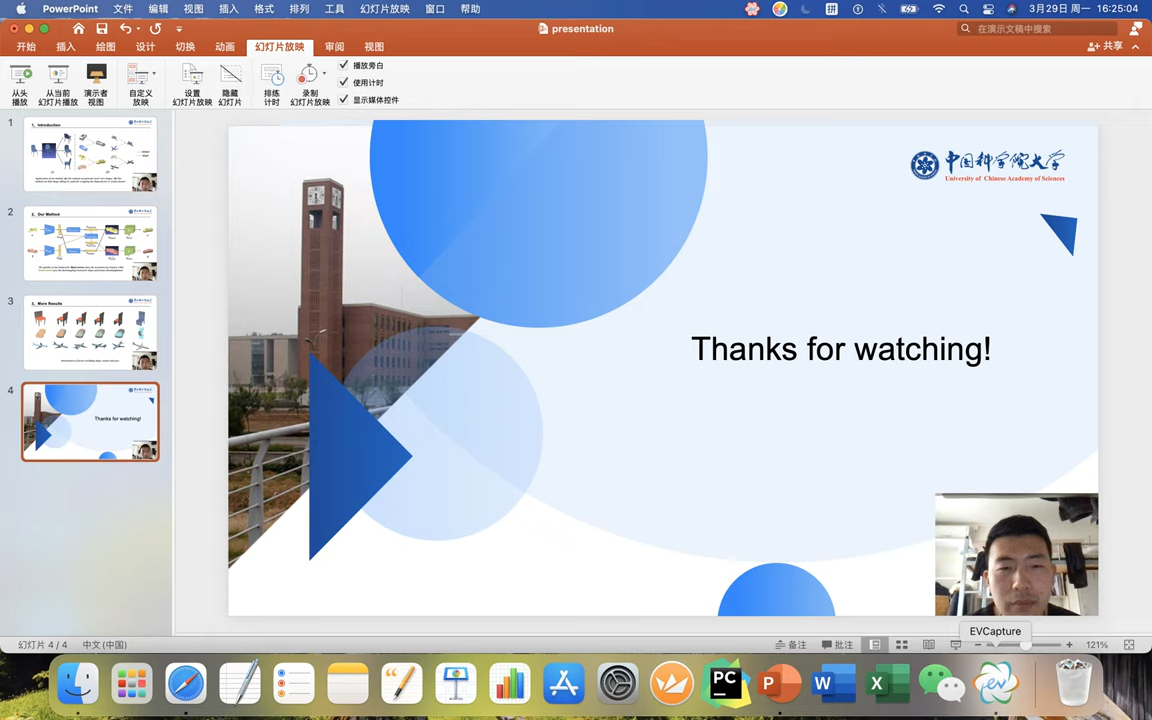 PowerPoint 文件 编辑 视图 插入 格式 排列 工具 幻灯片放映 窗口 帮助
拼
3月29日 周一 16:25:04
presentation
在演示文稿中搜索
开始 插入 绘图 设计 切换 动画 幻灯片放映 审阅 视图
共享
从头播放
从当前幻灯片播放
演示者视图
自定义放映
设置幻灯片放映
隐藏幻灯片
排练计时
录制幻灯片放映
播放旁白
使用计时
显示媒体控件
1
1、Introduction
2
2、Our Method
3
3、More Results
4
Thanks for watching!
中国科学院大学
University of Chinese Academy of Sciences
Thanks for watching!
EVCapture
幻灯片 4 / 4 中文(中国)
备注 批注
121%
PC
P
W
X
ev